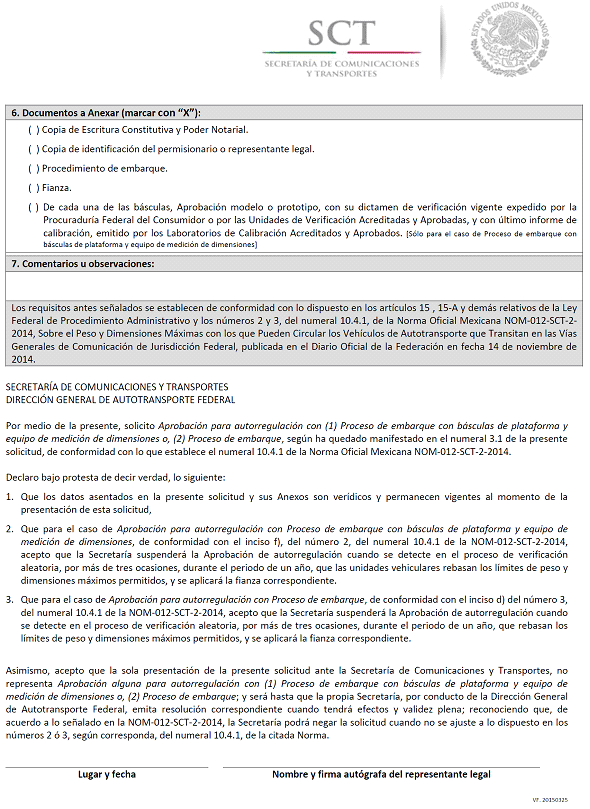 SCT
SECRETARÍA DE COMUNICACIONES
Y TRANSPORTES
ESTADOS UNIDOS MEXICANOS
6. Documentos a Anexar (marcar con “X”):
( ) Copia de Escritura Constitutiva y Poder Notarial.
( ) Copia de identificación del permisionario o representante legal.
( ) Procedimiento de embarque.
( ) Fianza.
( ) De cada una de las básculas, Aprobación modelo o prototipo, con su dictamen de verificación vigente expedido por la
Procuraduría Federal del Consumidor o por las Unidades de Verificación Acreditadas y Aprobadas, y con último informe de
calibración, emitido por los Laboratorios de Calibración Acreditados y Aprobados. [Sólo para el caso de Proceso de embarque con
básculas de plataforma y equipo de medición de dimensiones]
7. Comentarios u observaciones:
Los requisitos antes señalados se establecen de conformidad con lo dispuesto en los artículos 15 , 15-A y demás relativos de la Ley
Federal de Procedimiento Administrativo y los números 2 y 3, del numeral 10.4.1, de la Norma Oficial Mexicana NOM-012-SCT-2-
2014, Sobre el Peso y Dimensiones Máximas con los que Pueden Circular los Vehículos de Autotransporte que Transitan en las Vías
Generales de Comunicación de Jurisdicción Federal, publicada en el Diario Oficial de la Federación en fecha 14 de noviembre de
2014.
SECRETARÍA DE COMUNICACIONES Y TRANSPORTES
DIRECCIÓN GENERAL DE AUTOTRANSPORTE FEDERAL
Por medio de la presente, solicito Aprobación para autorregulación con (1) Proceso de embarque con básculas de plataforma y
equipo de medición de dimensiones o, (2) Proceso de embarque, según ha quedado manifestado en el numeral 3.1 de la presente
solicitud, de conformidad con lo que establece el numeral 10.4.1 de la Norma Oficial Mexicana NOM-012-SCT-2-2014.
Declaro bajo protesta de decir verdad, lo siguiente:
1. Que los datos asentados en la presente solicitud y sus Anexos son verídicos y permanecen vigentes al momento de la
presentación de esta solicitud,
2. Que para el caso de Aprobación para autorregulación con Proceso de embarque con básculas de plataforma y equipo de
medición de dimensiones, de conformidad con el inciso f), del número 2, del numeral 10.4.1 de la NOM-012-SCT-2-2014,
acepto que la Secretaría suspenderá la Aprobación de autorregulación cuando se detecte en el proceso de verificación
aleatoria, por más de tres ocasiones, durante el periodo de un año, que las unidades vehiculares rebasan los límites de peso y
dimensiones máximos permitidos, y se aplicará la fianza correspondiente.
3. Que para el caso de Aprobación para autorregulación con Proceso de embarque, de conformidad con el inciso d) del número 3,
del numeral 10.4.1 de la NOM-012-SCT-2-2014, acepto que la Secretaría suspenderá la Aprobación de autorregulación cuando
se detecte en el proceso de verificación aleatoria, por más de tres ocasiones, durante el periodo de un año, que rebasan los
límites de peso y dimensiones máximos permitidos, y se aplicará la fianza correspondiente.
Asimismo, acepto que la sola presentación de la presente solicitud ante la Secretaría de Comunicaciones y Transportes, no
representa Aprobación alguna para autorregulación con (1) Proceso de embarque con básculas de plataforma y equipo de
medición de dimensiones o, (2) Proceso de embarque; y será hasta que la propia Secretaría, por conducto de la Dirección General
de Autotransporte Federal, emita resolución correspondiente cuando tendrá efectos y validez plena; reconociendo que, de
acuerdo a lo señalado en la NOM-012-SCT-2-2014, la Secretaría podrá negar la solicitud cuando no se ajuste a lo dispuesto en los
números 2 ó 3, según corresponda, del numeral 10.4.1, de la citada Norma.
Lugar y fecha
Nombre y firma autógrafa del representante legal
VF. 20150325